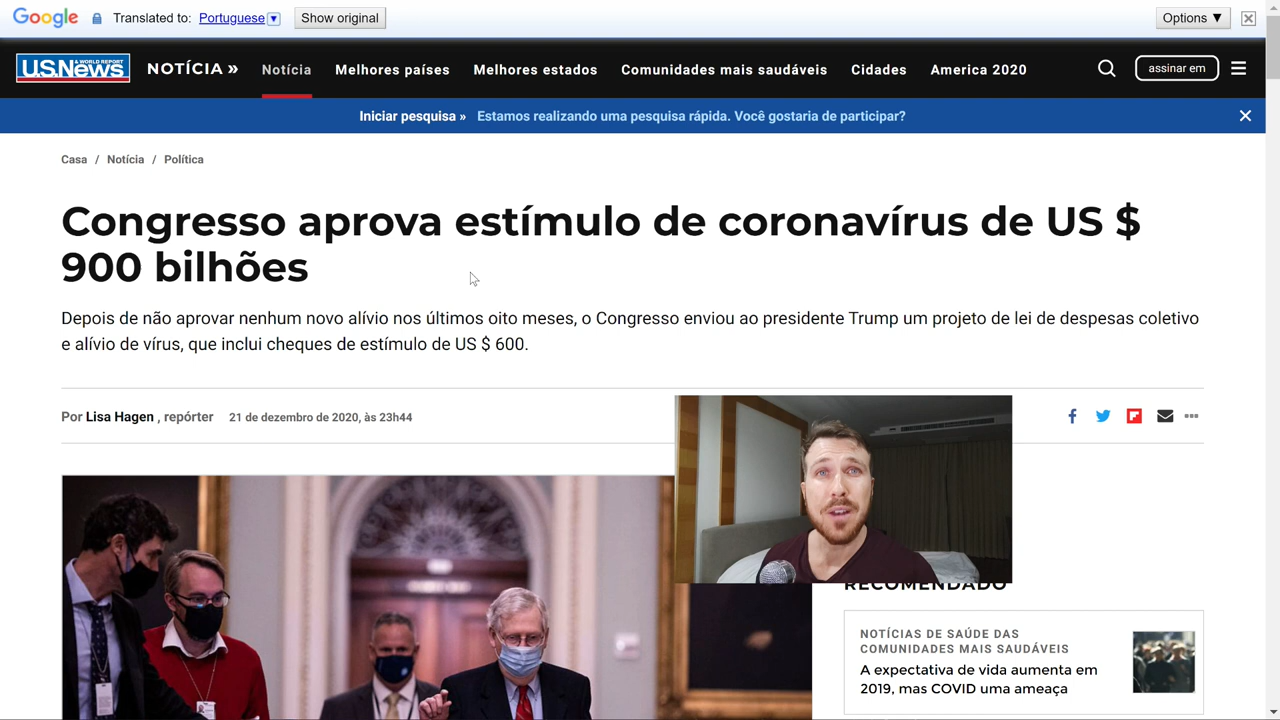 Google Translated to: Portuguese Show original Options ▼
U.S.News & WORLD REPORT NOTÍCIA » Notícia Melhores países Melhores estados Comunidades mais saudáveis Cidades America 2020 assinar em
Iniciar pesquisa » Estamos realizando uma pesquisa rápida. Você gostaria de participar?
Casa / Notícia / Política
Congresso aprova estímulo de coronavírus de US $
900 bilhões
Depois de não aprovar nenhum novo alívio nos últimos oito meses, o Congresso enviou ao presidente Trump um projeto de lei de despesas coletivo
e alívio de vírus, que inclui cheques de estímulo de US $ 600.
Por Lisa Hagen , repórter 21 de dezembro de 2020, às 23h44
RECOMENDADO
NOTÍCIAS DE SAÚDE DAS
COMUNIDADES MAIS SAUDÁVEIS
A expectativa de vida aumenta em
2019, mas COVID uma ameaça